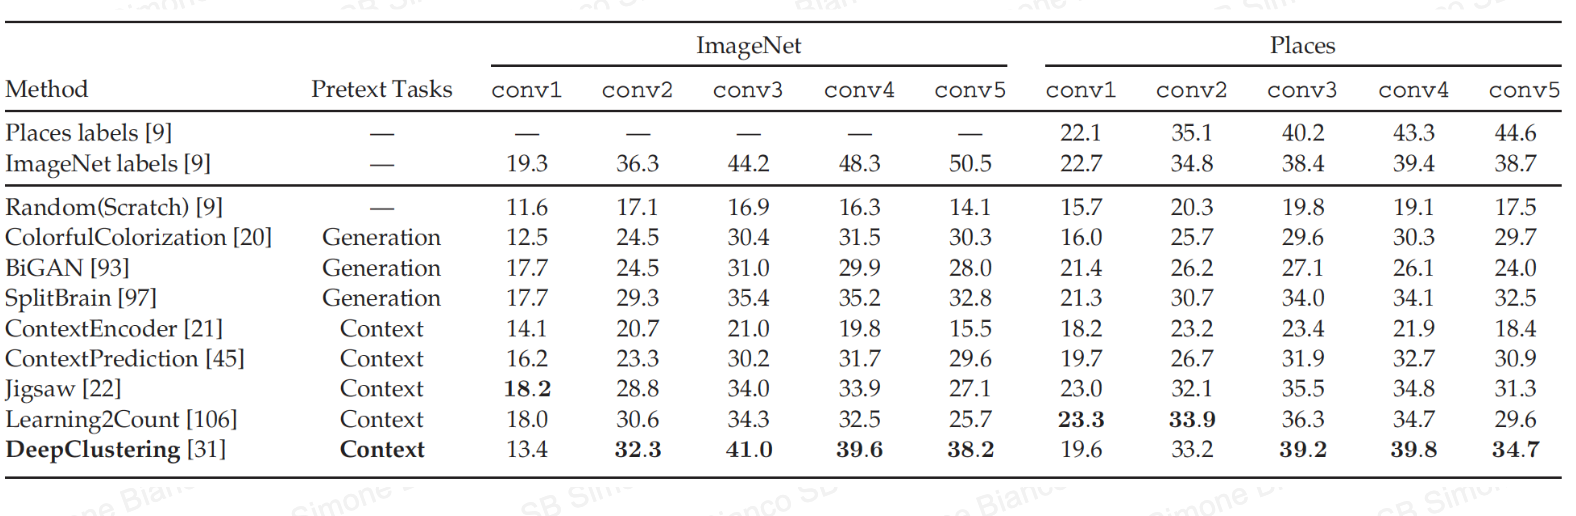 ImageNet Places
Method Pretext Tasks conv1 conv2 conv3 conv4 conv5 conv1 conv2 conv3 conv4 conv5
Places labels [9] — — — — — — 22.1 35.1 40.2 43.3 44.6
ImageNet labels [9] — 19.3 36.3 44.2 48.3 50.5 22.7 34.8 38.4 39.4 38.7
Random(Scratch) [9] — 11.6 17.1 16.9 16.3 14.1 15.7 20.3 19.8 19.1 17.5
ColorfulColorization [20] Generation 12.5 24.5 30.4 31.5 30.3 16.0 25.7 29.6 30.3 29.7
BiGAN [93] Generation 17.7 24.5 31.0 29.9 28.0 21.4 26.2 27.1 26.1 24.0
SplitBrain [97] Generation 17.7 29.3 35.4 35.2 32.8 21.3 30.7 34.0 34.1 32.5
ContextEncoder [21] Context 14.1 20.7 21.0 19.8 15.5 18.2 23.2 23.4 21.9 18.4
ContextPrediction [45] Context 16.2 23.3 30.2 31.7 29.6 19.7 26.7 31.9 32.7 30.9
Jigsaw [22] Context 18.2 28.8 34.0 33.9 27.1 23.0 32.1 35.5 34.8 31.3
Learning2Count [106] Context 18.0 30.6 34.3 32.5 25.7 23.3 33.9 36.3 34.7 29.6
DeepClustering [31] Context 13.4 32.3 41.0 39.6 38.2 19.6 33.2 39.2 39.8 34.7